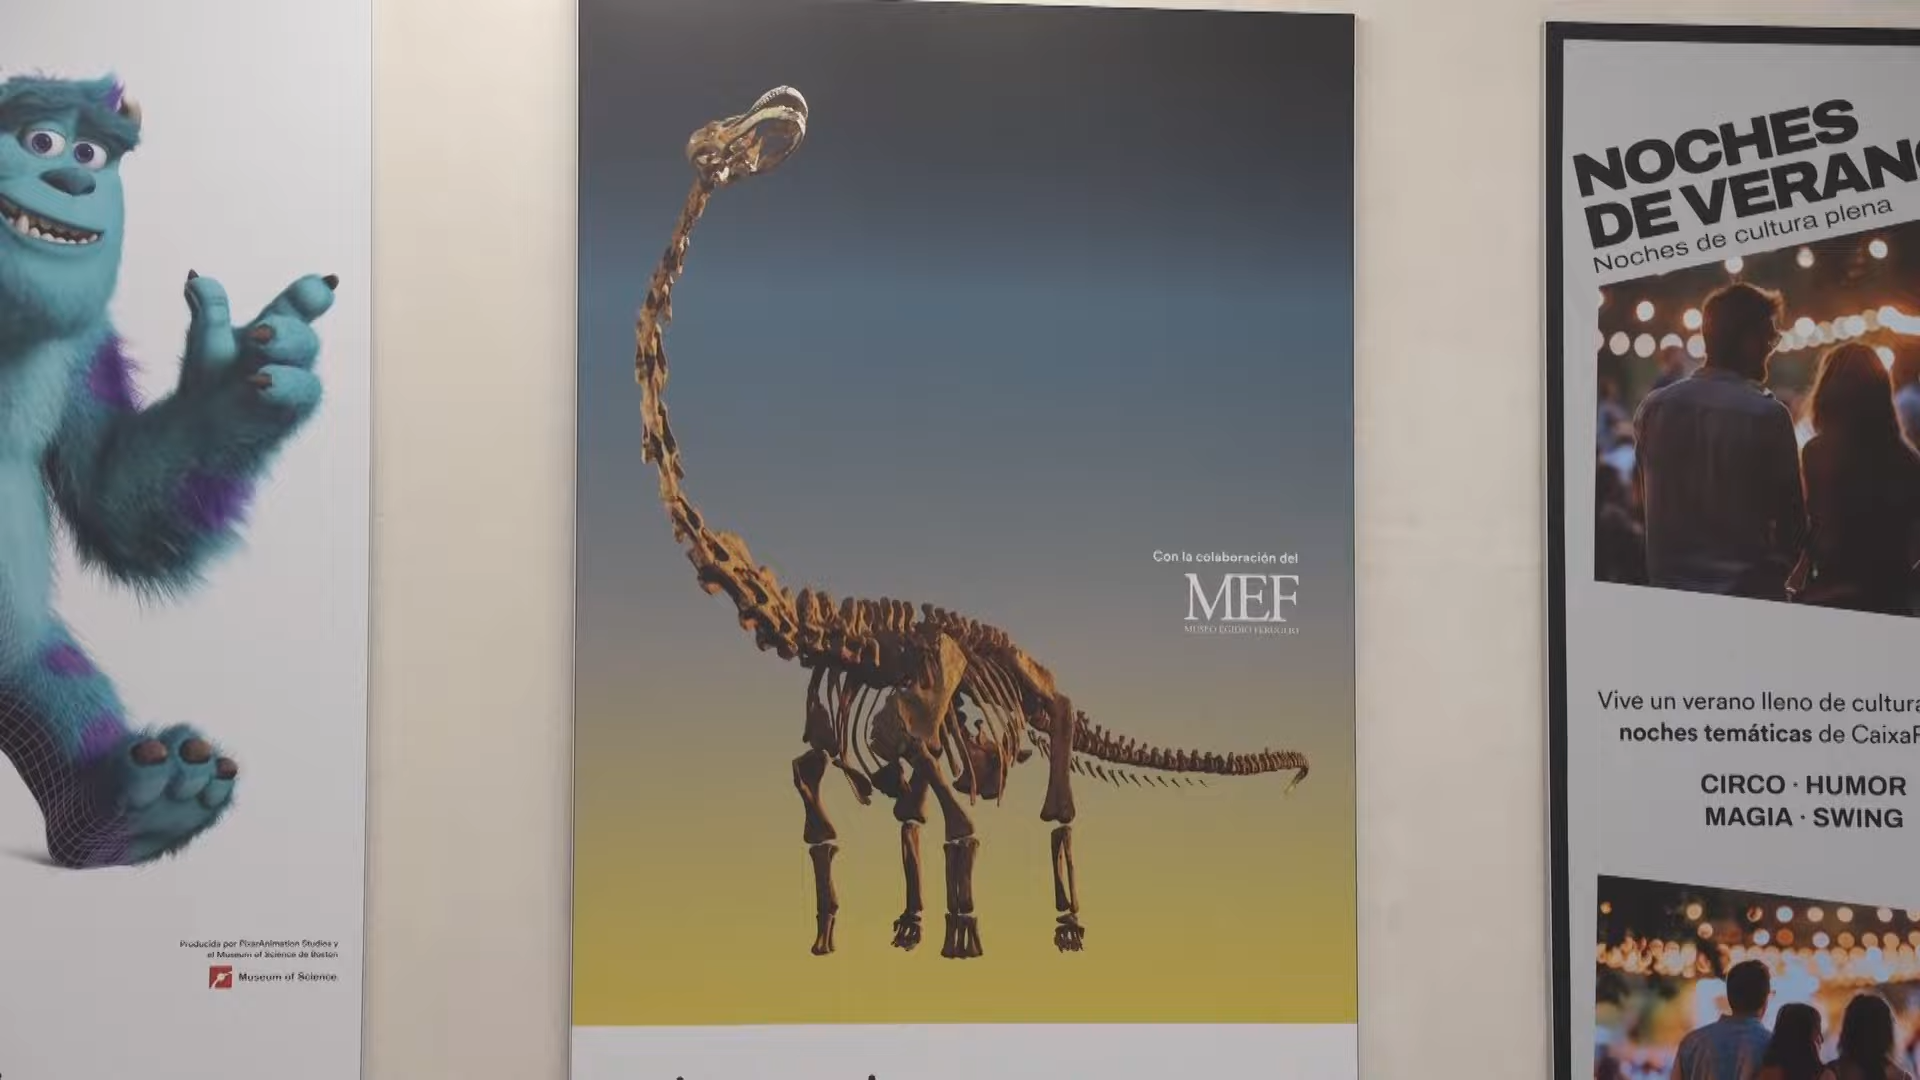 Producida por PixarAnimation Studios y
el Museum of Science de Boston
Museum of Science
Con la colaboración del
MEF
MUSEO EGIDIO FERUGLIO
NOCHES
DE VERANO
Noches de cultura plena
Vive un verano lleno de cultura
noches temáticas de CaixaF
CIRCO · HUMOR
MAGIA · SWING